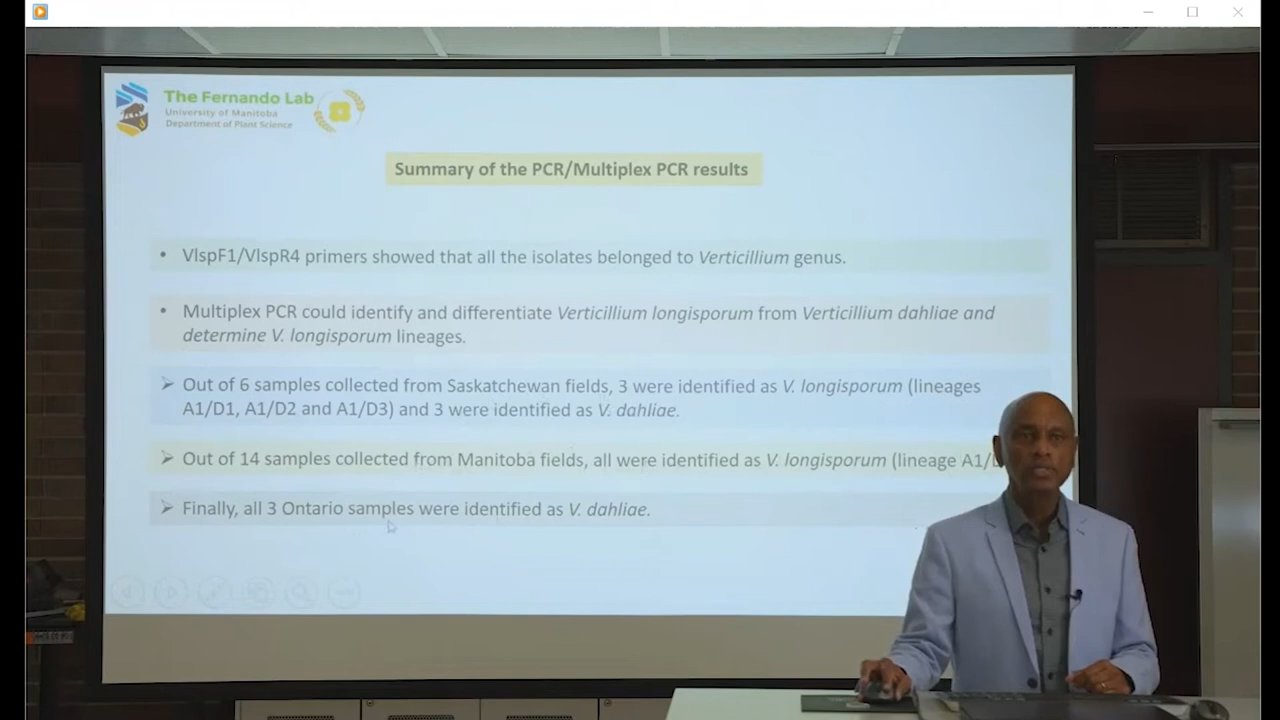 The Fernando Lab
University of Manitoba
Department of Plant Science
Summary of the PCR/Multiplex PCR results
• VlspF1/VlspR4 primers showed that all the isolates belonged to Verticillium genus.
• Multiplex PCR could identify and differentiate Verticillium longisporum from Verticillium dahliae and
determine V. longisporum lineages.
➢ Out of 6 samples collected from Saskatchewan fields, 3 were identified as V. longisporum (lineages
A1/D1, A1/D2 and A1/D3) and 3 were identified as V. dahliae.
➢ Out of 14 samples collected from Manitoba fields, all were identified as V. longisporum (lineage
➢ Finally, all 3 Ontario samples were identified as V. dahliae.